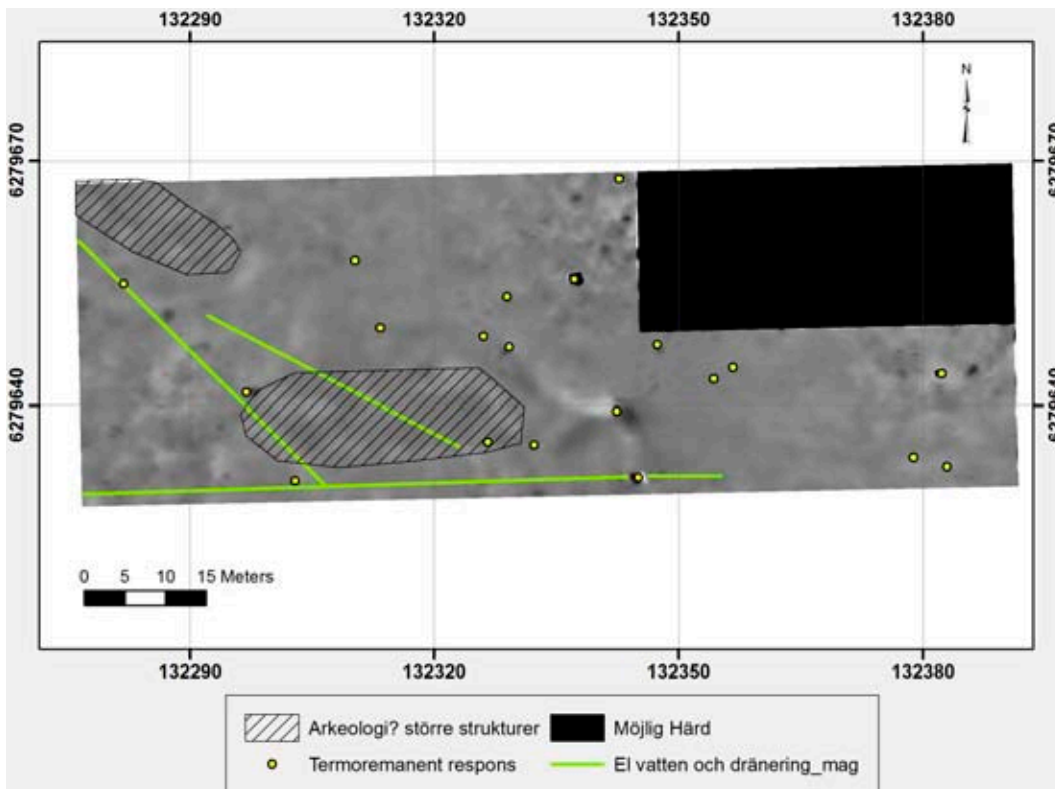 132290 132320 132350 132380
N
6279670 6279670
6279640 6279640
0 5 10 15 Meters
132290 132320 132350 132380
Arkeologi? större strukturer Möjlig Härd
Termoremanent respons El vatten och dränering_mag